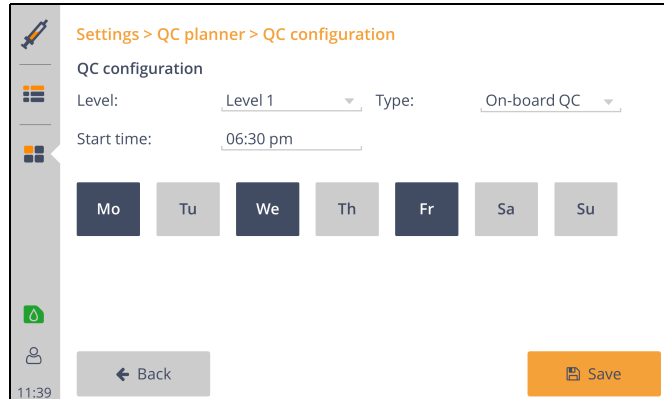 Settings > QC planner > QC configuration
QC configuration
Level: Level 1 Type: On-board QC
Start time: 06:30 pm
Mo Tu We Th Fr Sa Su
Back Save
11:39